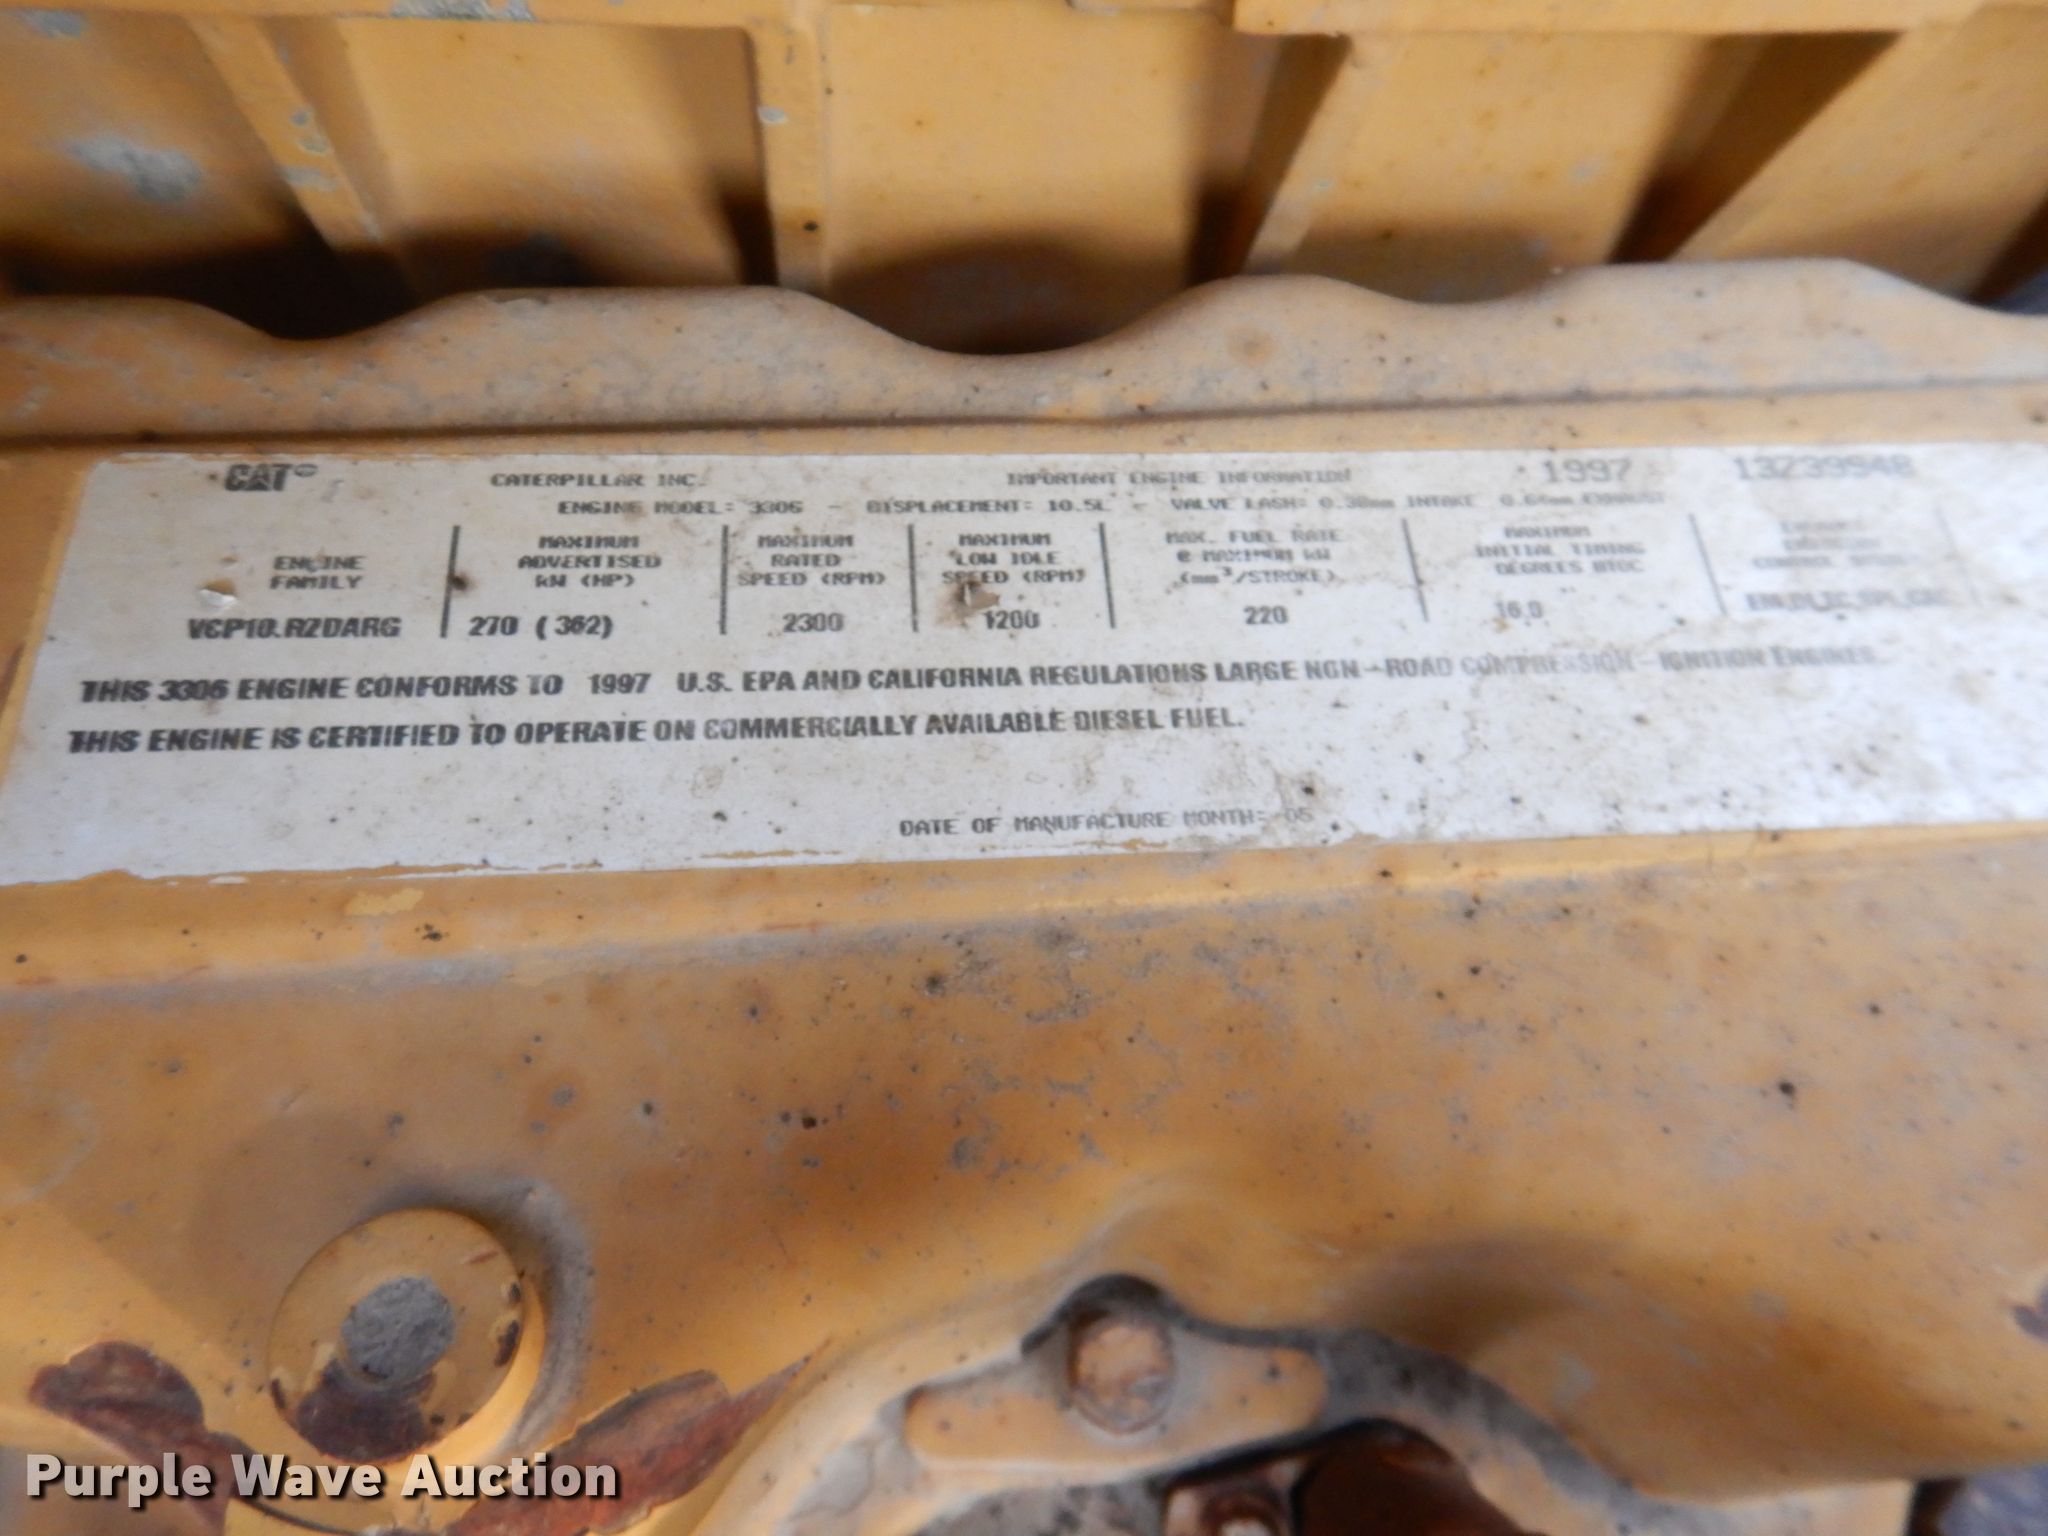 CAT CATERPILLAR INC. IMPORTANT ENGINE INFORMATION 1997
ENGINE MODEL: 3306 - DISPLACEMENT: 10.5L - VALVE LASH: 0.38mm INTAKE 0.64mm EXHAUST
ENGINE
FAMILY
VCP10.RZDARG
MAXIMUM
ADVERTISED
kW (HP)
270 (362)
MAXIMUM
RATED
SPEED (RPM)
2300
MAXIMUM
LOW IDLE
SPEED (RPM)
1200
MAX. FUEL RATE
@ MAXIMUM kW
(mm³/STROKE)
220
MAXIMUM
INITIAL TIMING
DEGREES BTDC
16.0
THIS 3306 ENGINE CONFORMS TO 1997 U.S. EPA AND CALIFORNIA REGULATIONS LARGE NON-ROAD COMPRESSION-IGNITION ENGINES.
THIS ENGINE IS CERTIFIED TO OPERATE ON COMMERCIALLY AVAILABLE DIESEL FUEL.
DATE OF MANUFACTURE MONTH: 05
Purple Wave Auction